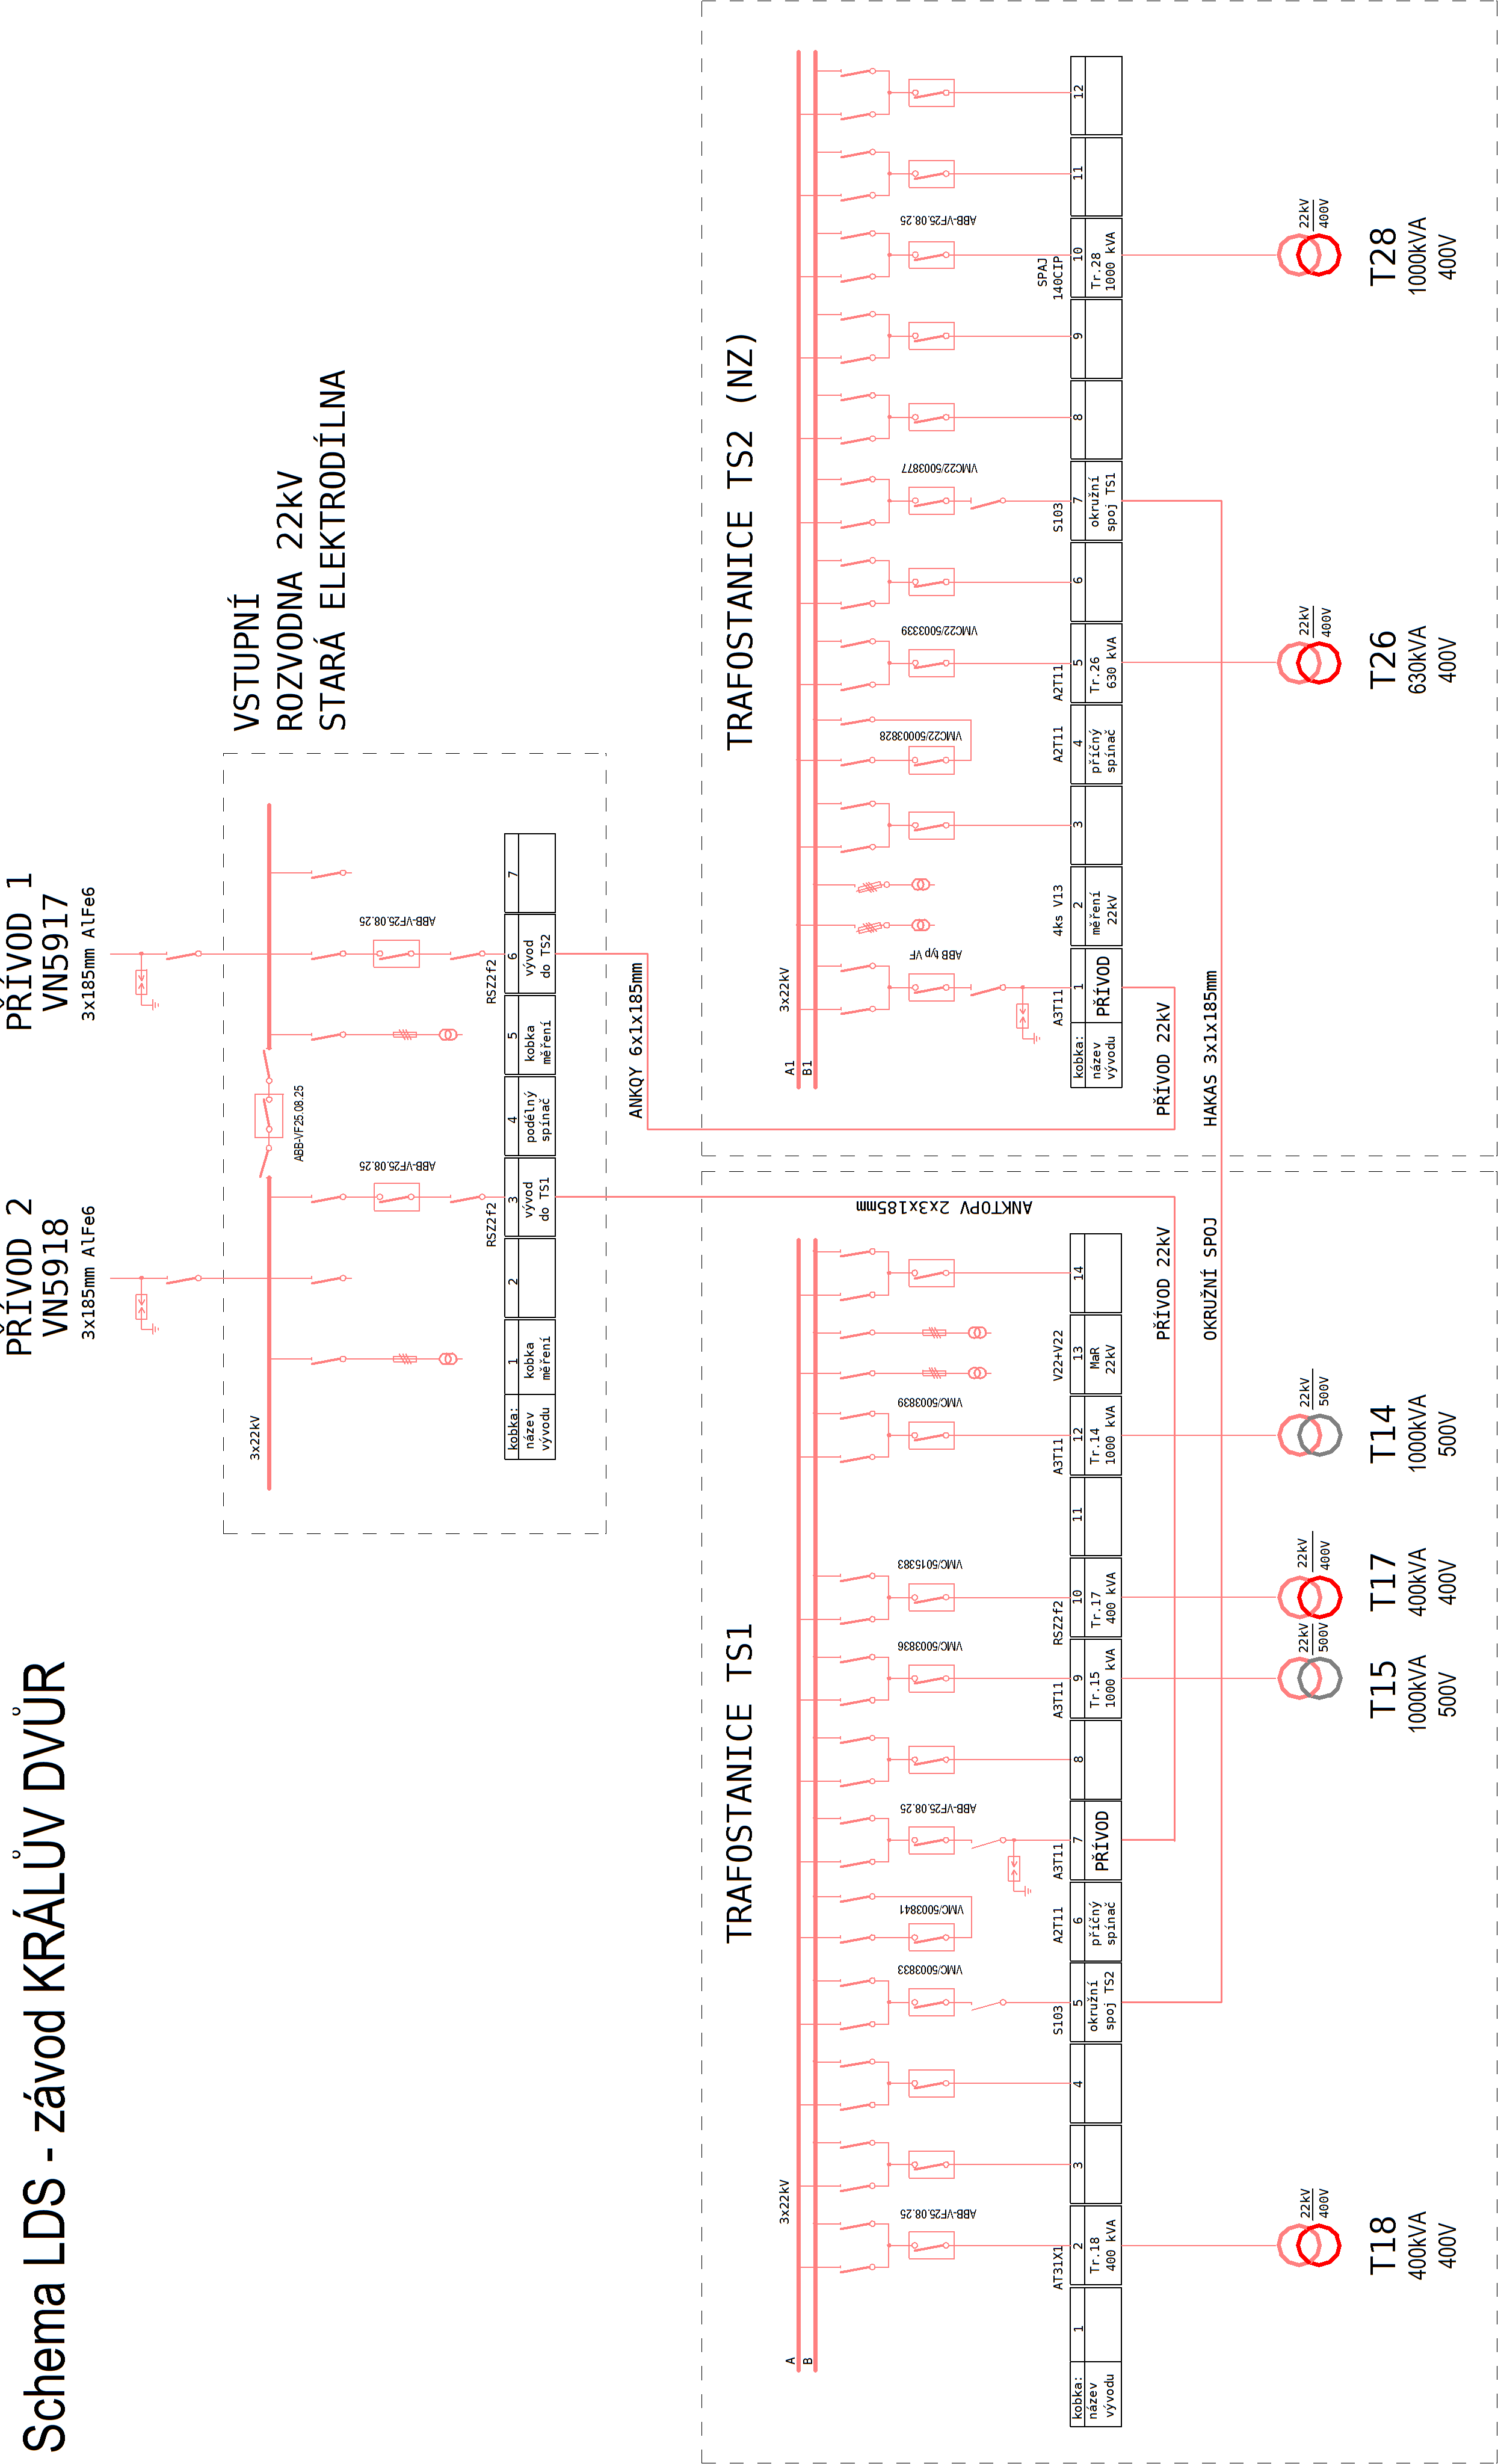 Schema LDS - závod KRÁLŮV DVŮR
PŘÍVOD 2
VN5918
3x185mm AlFe6
PŘÍVOD 1
VN5917
3x185mm AlFe6
VSTUPNÍ
ROZVODNA 22kV
STARÁ ELEKTRODÍLNA
3x22kV
ABB-VF25.08.25
ABB-VF25.08.25
ABB-VF25.08.25
RSZ2f2
RSZ2f2
kobka:
1
2
3
4
5
6
7
název
vývodu
kobka
měření
vývod
do TS1
podélný
spínač
kobka
měření
vývod
do TS2
ANKQY 6x1x185mm
ANKTOPV 2x3x185mm
TRAFOSTANICE TS1
3x22kV
A
B
ABB-VF25.08.25
VMC/5003833
VMC/5003841
ABB-VF25.08.25
VMC/5003836
VMC/5015383
VMC/5003839
AT31X1
S103
A2T11
A3T11
A3T11
RSZ2f2
A3T11
V22+V22
kobka:
1
2
3
4
5
6
7
8
9
10
11
12
13
14
název
vývodu
Tr.18
400 kVA
okružní
spoj TS2
příčný
spínač
PŘÍVOD
Tr.15
1000 kVA
Tr.17
400 kVA
Tr.14
1000 kVA
MaR
22kV
PŘÍVOD 22kV
OKRUŽNÍ SPOJ
22kV
400V
T18
400kVA
400V
22kV
500V
T15
1000kVA
500V
22kV
400V
T17
400kVA
400V
22kV
500V
T14
1000kVA
500V
TRAFOSTANICE TS2 (NZ)
3x22kV
A1
B1
ABB typ VF
VMC22/50003828
VMC22/5003339
VMC22/5003877
ABB-VF25.08.25
A3T11
4ks V13
A2T11
A2T11
S103
SPAJ
140CIP
kobka:
1
2
3
4
5
6
7
8
9
10
11
12
název
vývodu
PŘÍVOD
měření
22kV
příčný
spínač
Tr.26
630 kVA
okružní
spoj TS1
Tr.28
1000 kVA
PŘÍVOD 22kV
HAKAS 3x1x185mm
22kV
400V
T26
630kVA
400V
22kV
400V
T28
1000kVA
400V